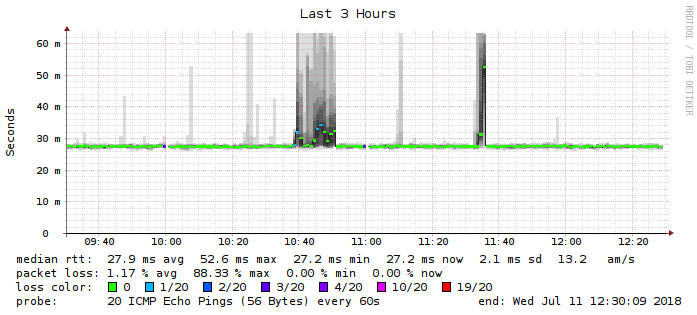 Last 3 Hours
RRDTOOL / TOBI OETIKER
Seconds
60 m
50 m
40 m
30 m
20 m
10 m
0
09:40 10:00 10:20 10:40 11:00 11:20 11:40 12:00 12:20
median rtt: 27.9 ms avg 52.6 ms max 27.2 ms min 27.2 ms now 2.1 ms sd 13.2 am/s
packet loss: 1.17 % avg 88.33 % max 0.00 % min 0.00 % now
loss color: 0 1/20 2/20 3/20 4/20 10/20 19/20
probe: 20 ICMP Echo Pings (56 Bytes) every 60s end: Wed Jul 11 12:30:09 2018